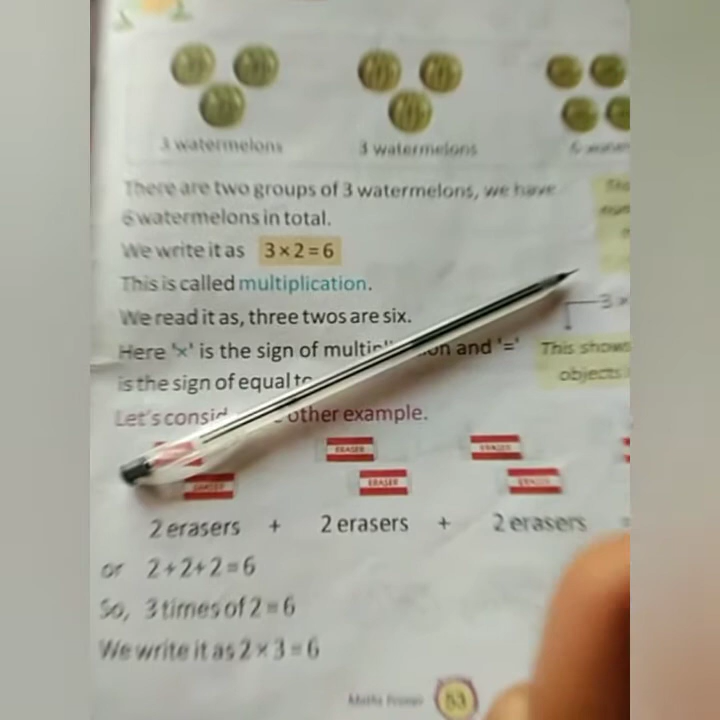 3 watermelons 3 watermelons 6
There are two groups of 3 watermelons, we have
6 watermelons in total.
We write it as 3 × 2 = 6
This is called multiplication.
We read it as, three twos are six.
3 ×
Here '×' is the sign of and '=' This shows
is the sign of equal objects
Let's other example.
ERASER ERASER
ERASER ERASER ERASER
2 erasers + 2 erasers + 2 erasers =
or 2+2+2=6
So, 3 times of 2 = 6
We write it as 2 × 3 = 6
Maths 53